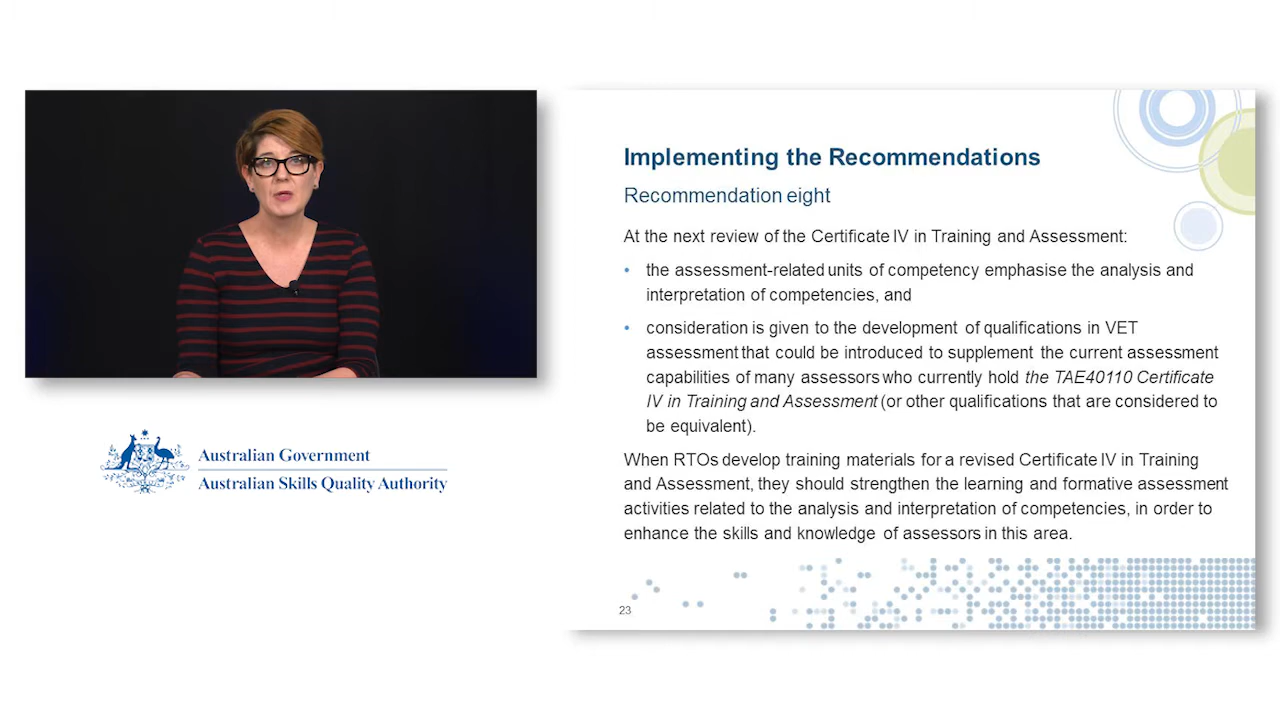 Implementing the Recommendations
Recommendation eight
At the next review of the Certificate IV in Training and Assessment:
• the assessment-related units of competency emphasise the analysis and
interpretation of competencies, and
• consideration is given to the development of qualifications in VET
assessment that could be introduced to supplement the current assessment
capabilities of many assessors who currently hold the TAE40110 Certificate
IV in Training and Assessment (or other qualifications that are considered to
be equivalent).
When RTOs develop training materials for a revised Certificate IV in Training
and Assessment, they should strengthen the learning and formative assessment
activities related to the analysis and interpretation of competencies, in order to
enhance the skills and knowledge of assessors in this area.
23
Australian Government
Australian Skills Quality Authority